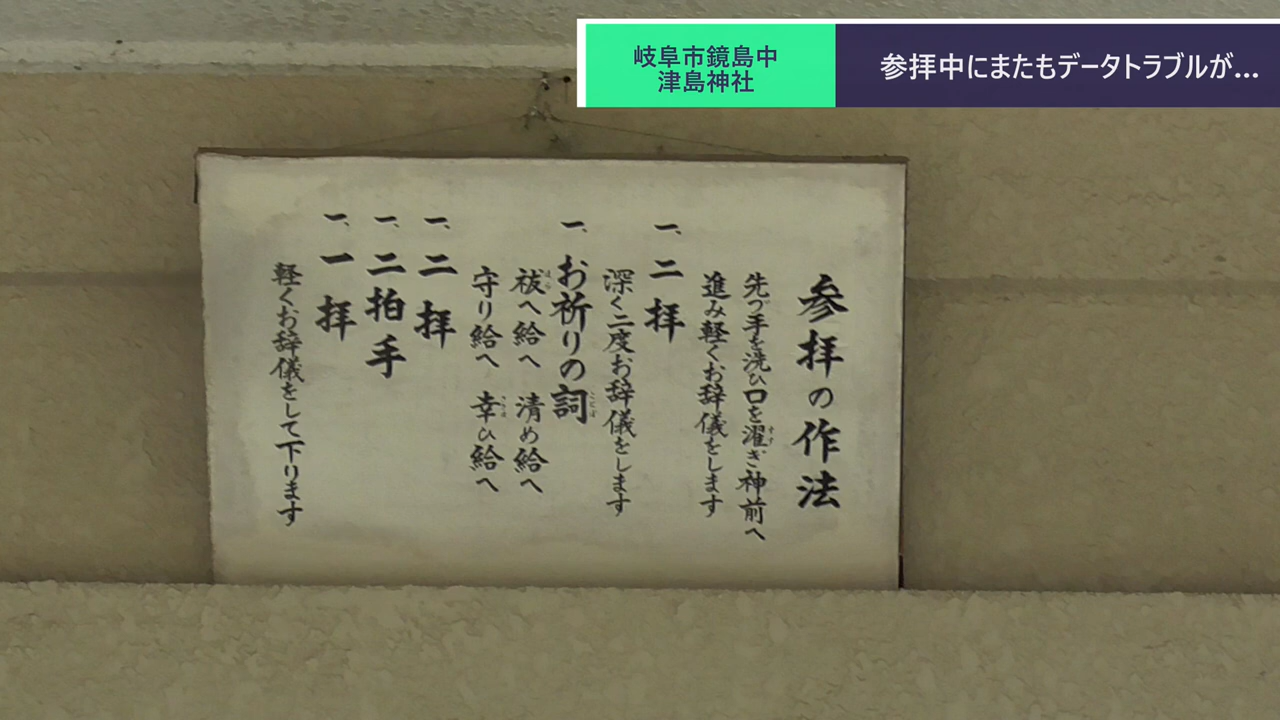 岐阜市鏡島中
津島神社
参拝中にまたもデータトラブルが…
参拝の作法
先づ手を洗ひ口を濯ぎ神前へ
進み軽くお辞儀をします
一、二拝
深く二度お辞儀をします
一、お祈りの詞
祓へ給へ 清め給へ
守り給へ 幸ひ給へ
一、二拝
一、二拍手
一、一拝
軽くお辞儀をして下ります